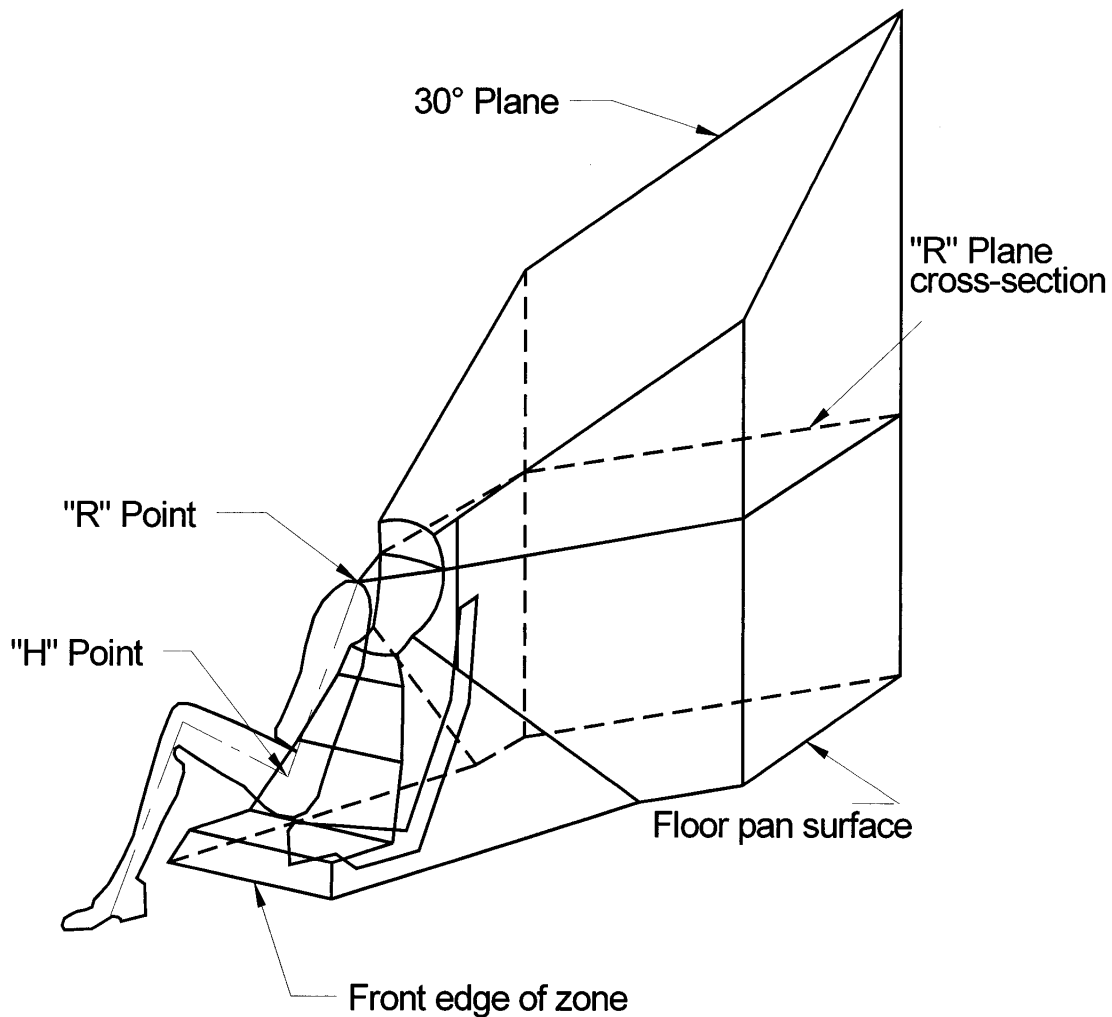 30° Plane
"R" Plane
cross-section
"R" Point
"H" Point
Floor pan surface
Front edge of zone